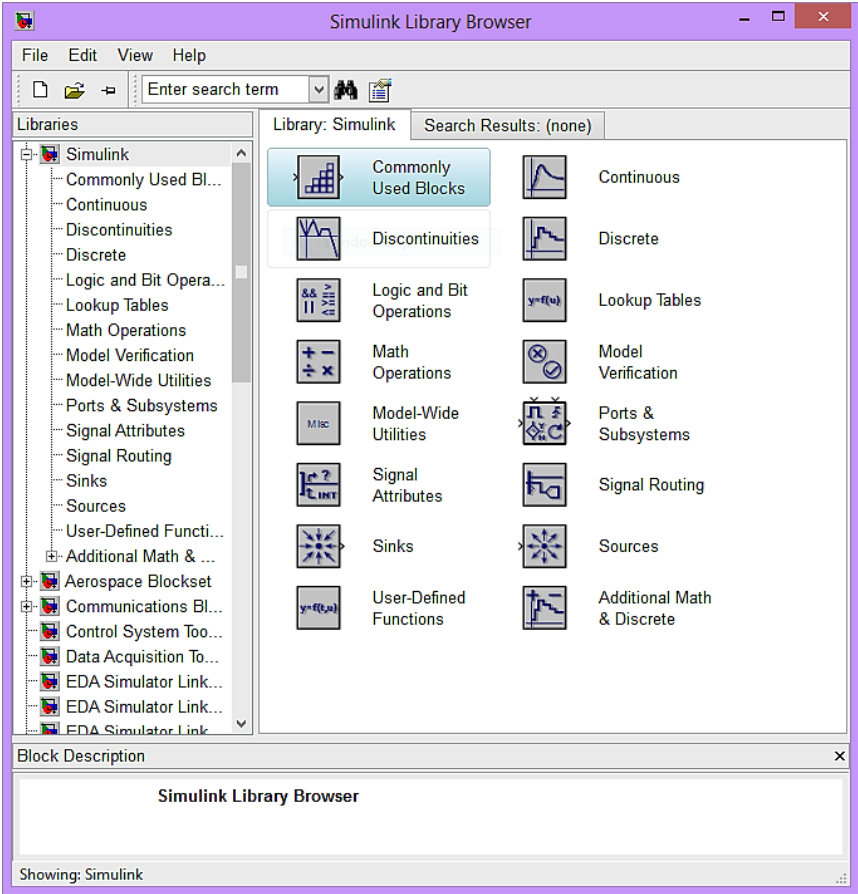 Simulink Library Browser
File Edit View Help
Enter search term
Libraries
Library: Simulink
Search Results: (none)
Simulink
Commonly Used Bl...
Continuous
Discontinuities
Discrete
Logic and Bit Opera...
Lookup Tables
Math Operations
Model Verification
Model-Wide Utilities
Ports & Subsystems
Signal Attributes
Signal Routing
Sinks
Sources
User-Defined Functi...
Additional Math & ...
Aerospace Blockset
Communications Bl...
Control System Too...
Data Acquisition To...
EDA Simulator Link...
EDA Simulator Link...
EDA Simulator Link...
Commonly
Used Blocks
Continuous
Discontinuities
Discrete
&& >=
|| <=
Logic and Bit
Operations
y=f(u)
Lookup Tables
+ −
÷ ×
Math
Operations
Model
Verification
Misc
Model-Wide
Utilities
Ports &
Subsystems
?
INT
Signal
Attributes
Signal Routing
Sinks
Sources
y=f(t,u)
User-Defined
Functions
Additional Math
& Discrete
Block Description
Simulink Library Browser
Showing: Simulink